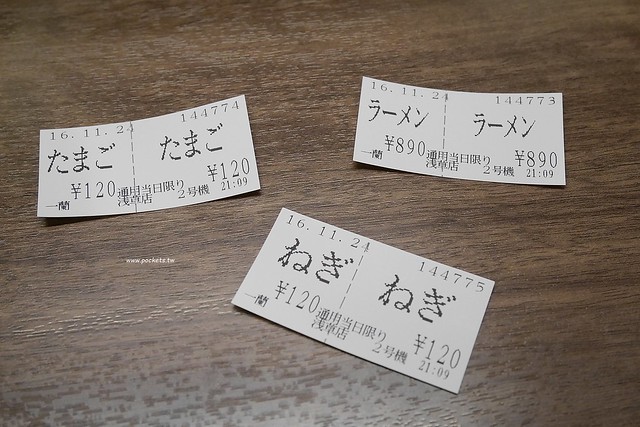 16.11.24 144774
たまご たまご
¥120 ¥120
一蘭 通用当日限り 21:09
浅草店 2号機
16.11.24 144773
ラーメン ラーメン
¥890 ¥890
一蘭 通用当日限り 21:09
浅草店 2号機
www.pockets.tw
16.11.24 144775
ねぎ ねぎ
¥120 ¥120
一蘭 通用当日限り 21:09
浅草店 2号機